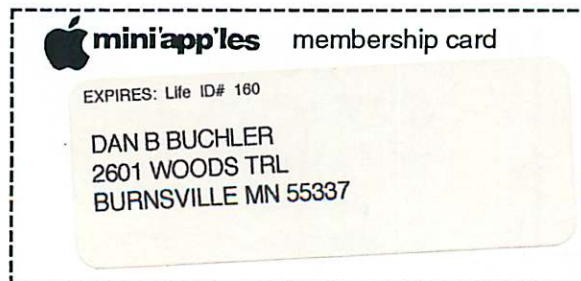 mini'app'les membership card
EXPIRES: Life ID# 160
DAN B BUCHLER
2601 WOODS TRL
BURNSVILLE MN 55337